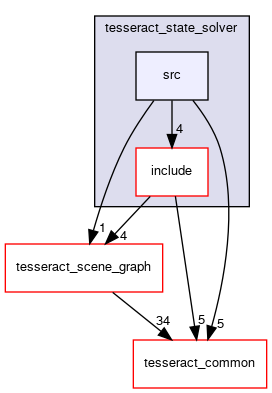 tesseract_state_solver
src
4
include
1
4
tesseract_scene_graph
34
5
5
tesseract_common